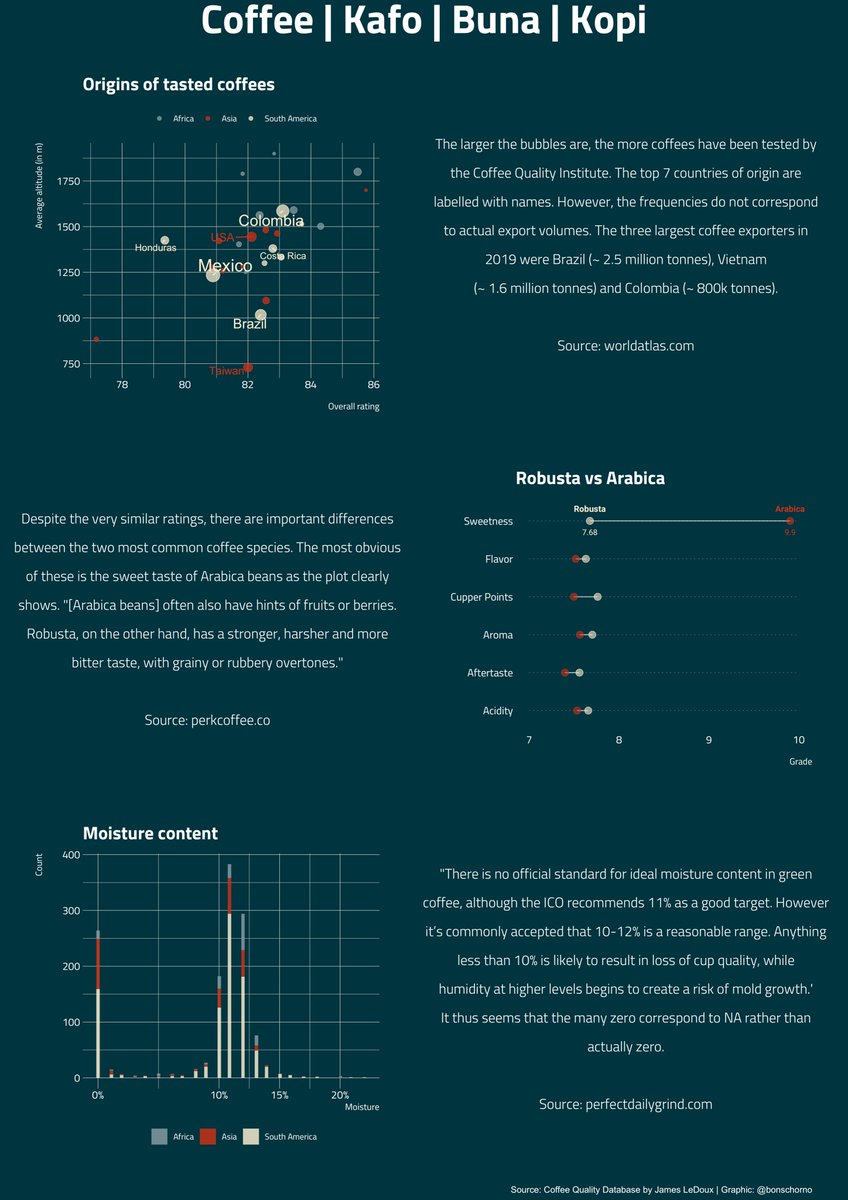 Coffee | Kafo | Buna | Kopi
Origins of tasted coffees
Africa Asia South America
Average altitude (in m)
1750
1500
1250
1000
750
Colombia
USA
Honduras
Costa Rica
Mexico
Brazil
Taiwan
78 80 82 84 86
Overall rating
The larger the bubbles are, the more coffees have been tested by
the Coffee Quality Institute. The top 7 countries of origin are
labelled with names. However, the frequencies do not correspond
to actual export volumes. The three largest coffee exporters in
2019 were Brazil (~ 2.5 million tonnes), Vietnam
(~ 1.6 million tonnes) and Colombia (~ 800k tonnes).
Source: worldatlas.com
Despite the very similar ratings, there are important differences
between the two most common coffee species. The most obvious
of these is the sweet taste of Arabica beans as the plot clearly
shows. "[Arabica beans] often also have hints of fruits or berries.
Robusta, on the other hand, has a stronger, harsher and more
bitter taste, with grainy or rubbery overtones."
Source: perkcoffee.co
Robusta vs Arabica
Robusta Arabica
Sweetness
7.68 9.9
Flavor
Cupper Points
Aroma
Aftertaste
Acidity
7 8 9 10
Grade
Moisture content
Count
400
300
200
100
0
0% 10% 15% 20%
Moisture
Africa Asia South America
"There is no official standard for ideal moisture content in green
coffee, although the ICO recommends 11% as a good target. However
it's commonly accepted that 10-12% is a reasonable range. Anything
less than 10% is likely to result in loss of cup quality, while
humidity at higher levels begins to create a risk of mold growth.'
It thus seems that the many zero correspond to NA rather than
actually zero.
Source: perfectdailygrind.com
Source: Coffee Quality Database by James LeDoux | Graphic: @bonschorno